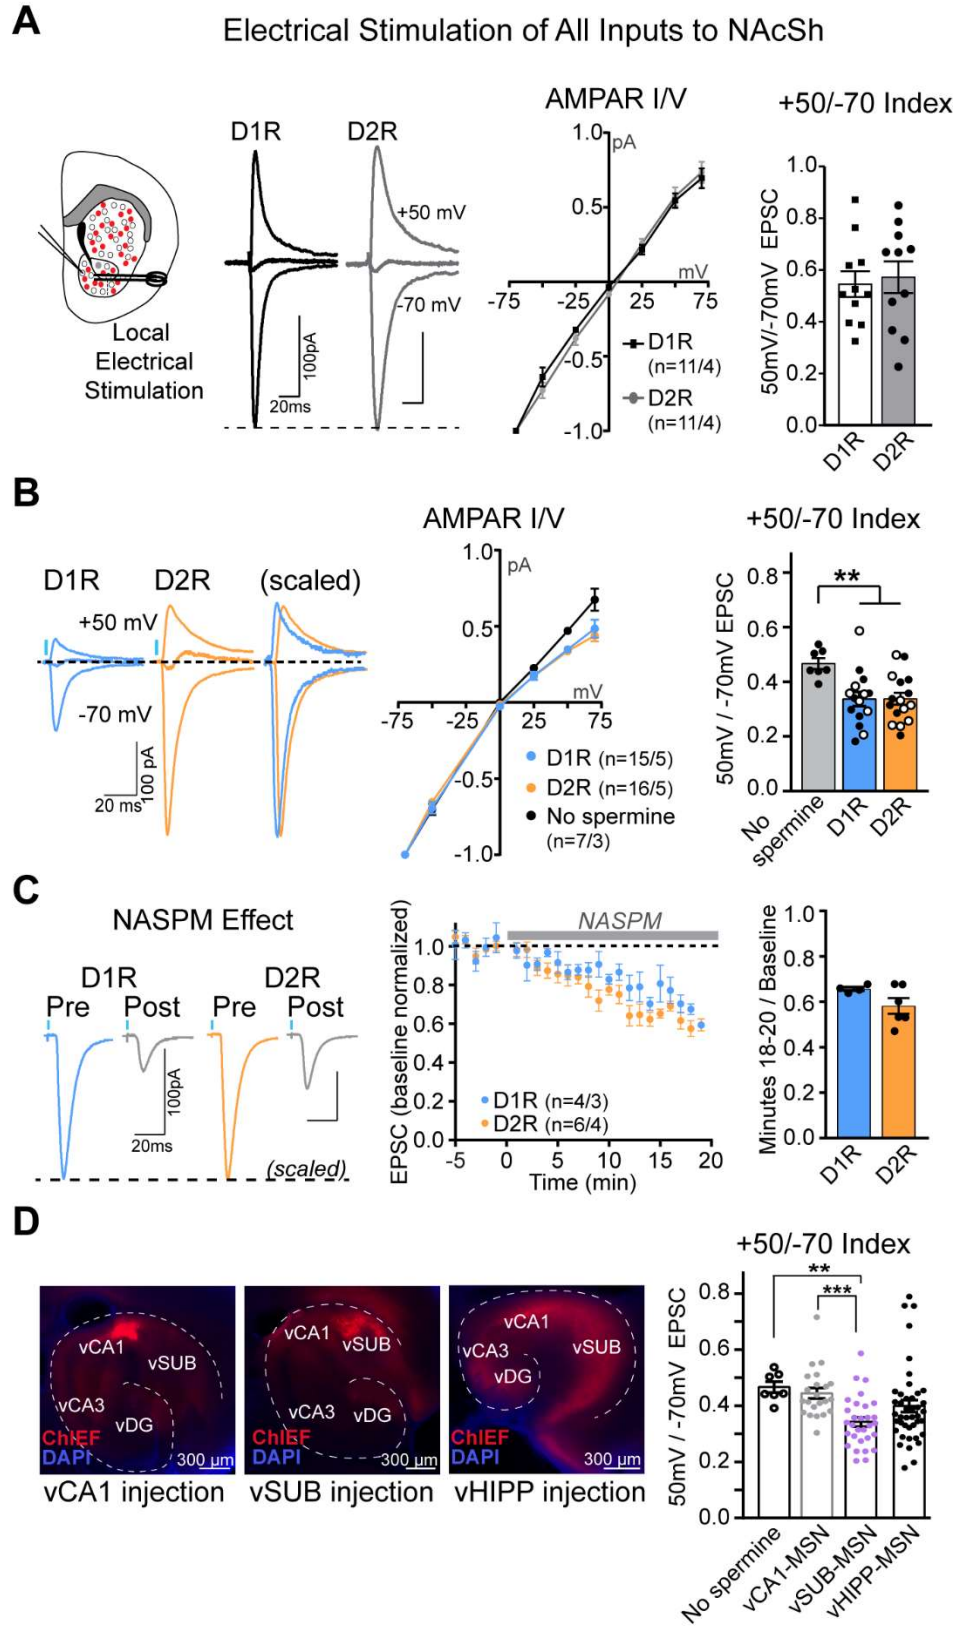 A
Electrical Stimulation of All Inputs to NAcSh
D1R
D2R
+50 mV
-70 mV
100pA
20ms
Local
Electrical
Stimulation
AMPAR I/V
1.0
pA
0.5
mV
-75
-25
25
75
-0.5
-1.0
D1R
(n=11/4)
D2R
(n=11/4)
+50/-70 Index
50mV/-70mV EPSC
1.0
0.8
0.6
0.4
0.2
0.0
D1R
D2R
B
D1R
D2R
(scaled)
+50 mV
-70 mV
100 pA
20 ms
AMPAR I/V
1.0
pA
0.5
mV
-75
-25
25
75
-0.5
-1.0
D1R (n=15/5)
D2R (n=16/5)
No spermine
(n=7/3)
+50/-70 Index
50mV / -70mV EPSC
0.8
0.6
0.4
0.2
0.0
**
No
spermine
D1R
D2R
C
NASPM Effect
D1R
D2R
Pre
Post
Pre
Post
100pA
20ms
(scaled)
NASPM
EPSC (baseline normalized)
1.0
0.8
0.6
0.4
0.2
0.0
D1R (n=4/3)
D2R (n=6/4)
-5
0
5
10
15
20
Time (min)
Minutes 18-20 / Baseline
1.0
0.8
0.6
0.4
0.2
0.0
D1R
D2R
D
vCA1
vSUB
vCA3
vDG
ChIEF
DAPI
300 µm
vCA1 injection
vCA1
vSUB
vCA3
vDG
ChIEF
DAPI
300 µm
vSUB injection
vCA1
vSUB
vCA3
vDG
ChIEF
DAPI
300 µm
vHIPP injection
+50/-70 Index
50mV / -70mV EPSC
0.8
0.6
0.4
0.2
0.0
**
***
No spermine
vCA1-MSN
vSUB-MSN
vHIPP-MSN